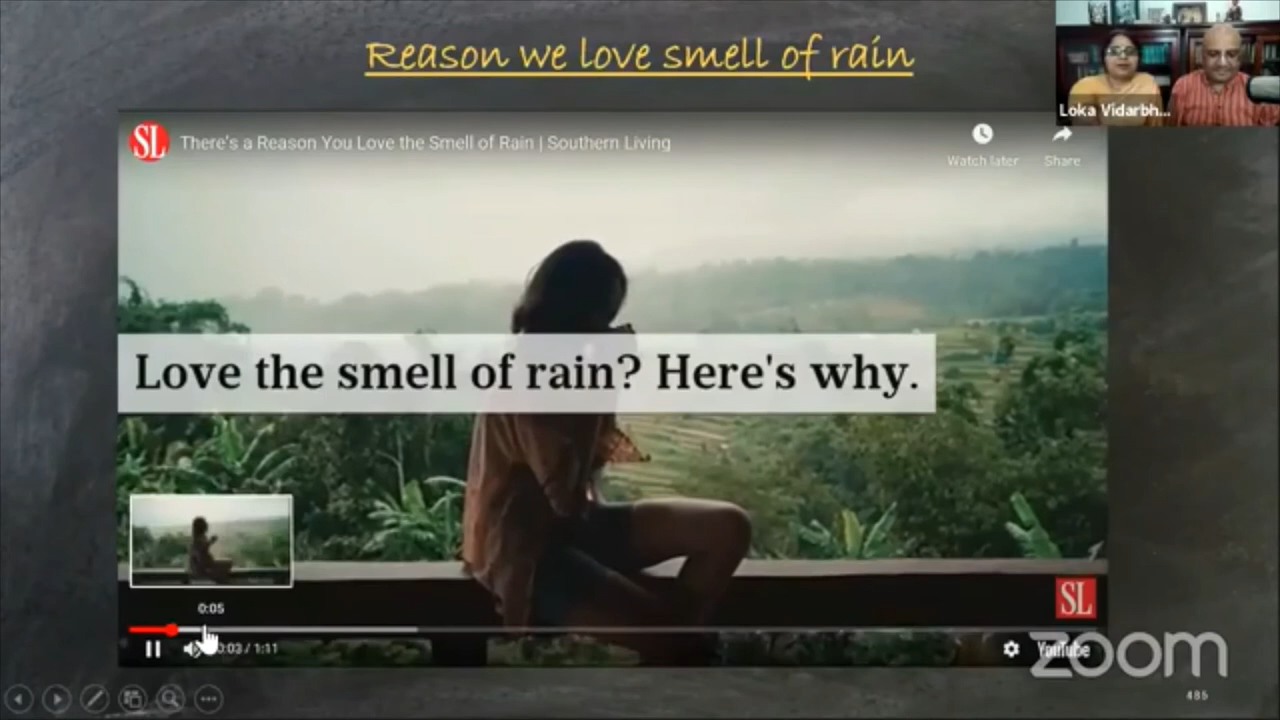 Reason we love smell of rain
Loka Vidarbh...
SL
There's a Reason You Love the Smell of Rain | Southern Living
Watch later
Share
Love the smell of rain? Here's why.
0:05
SL
0:03 / 1:11
YouTube
zoom
485